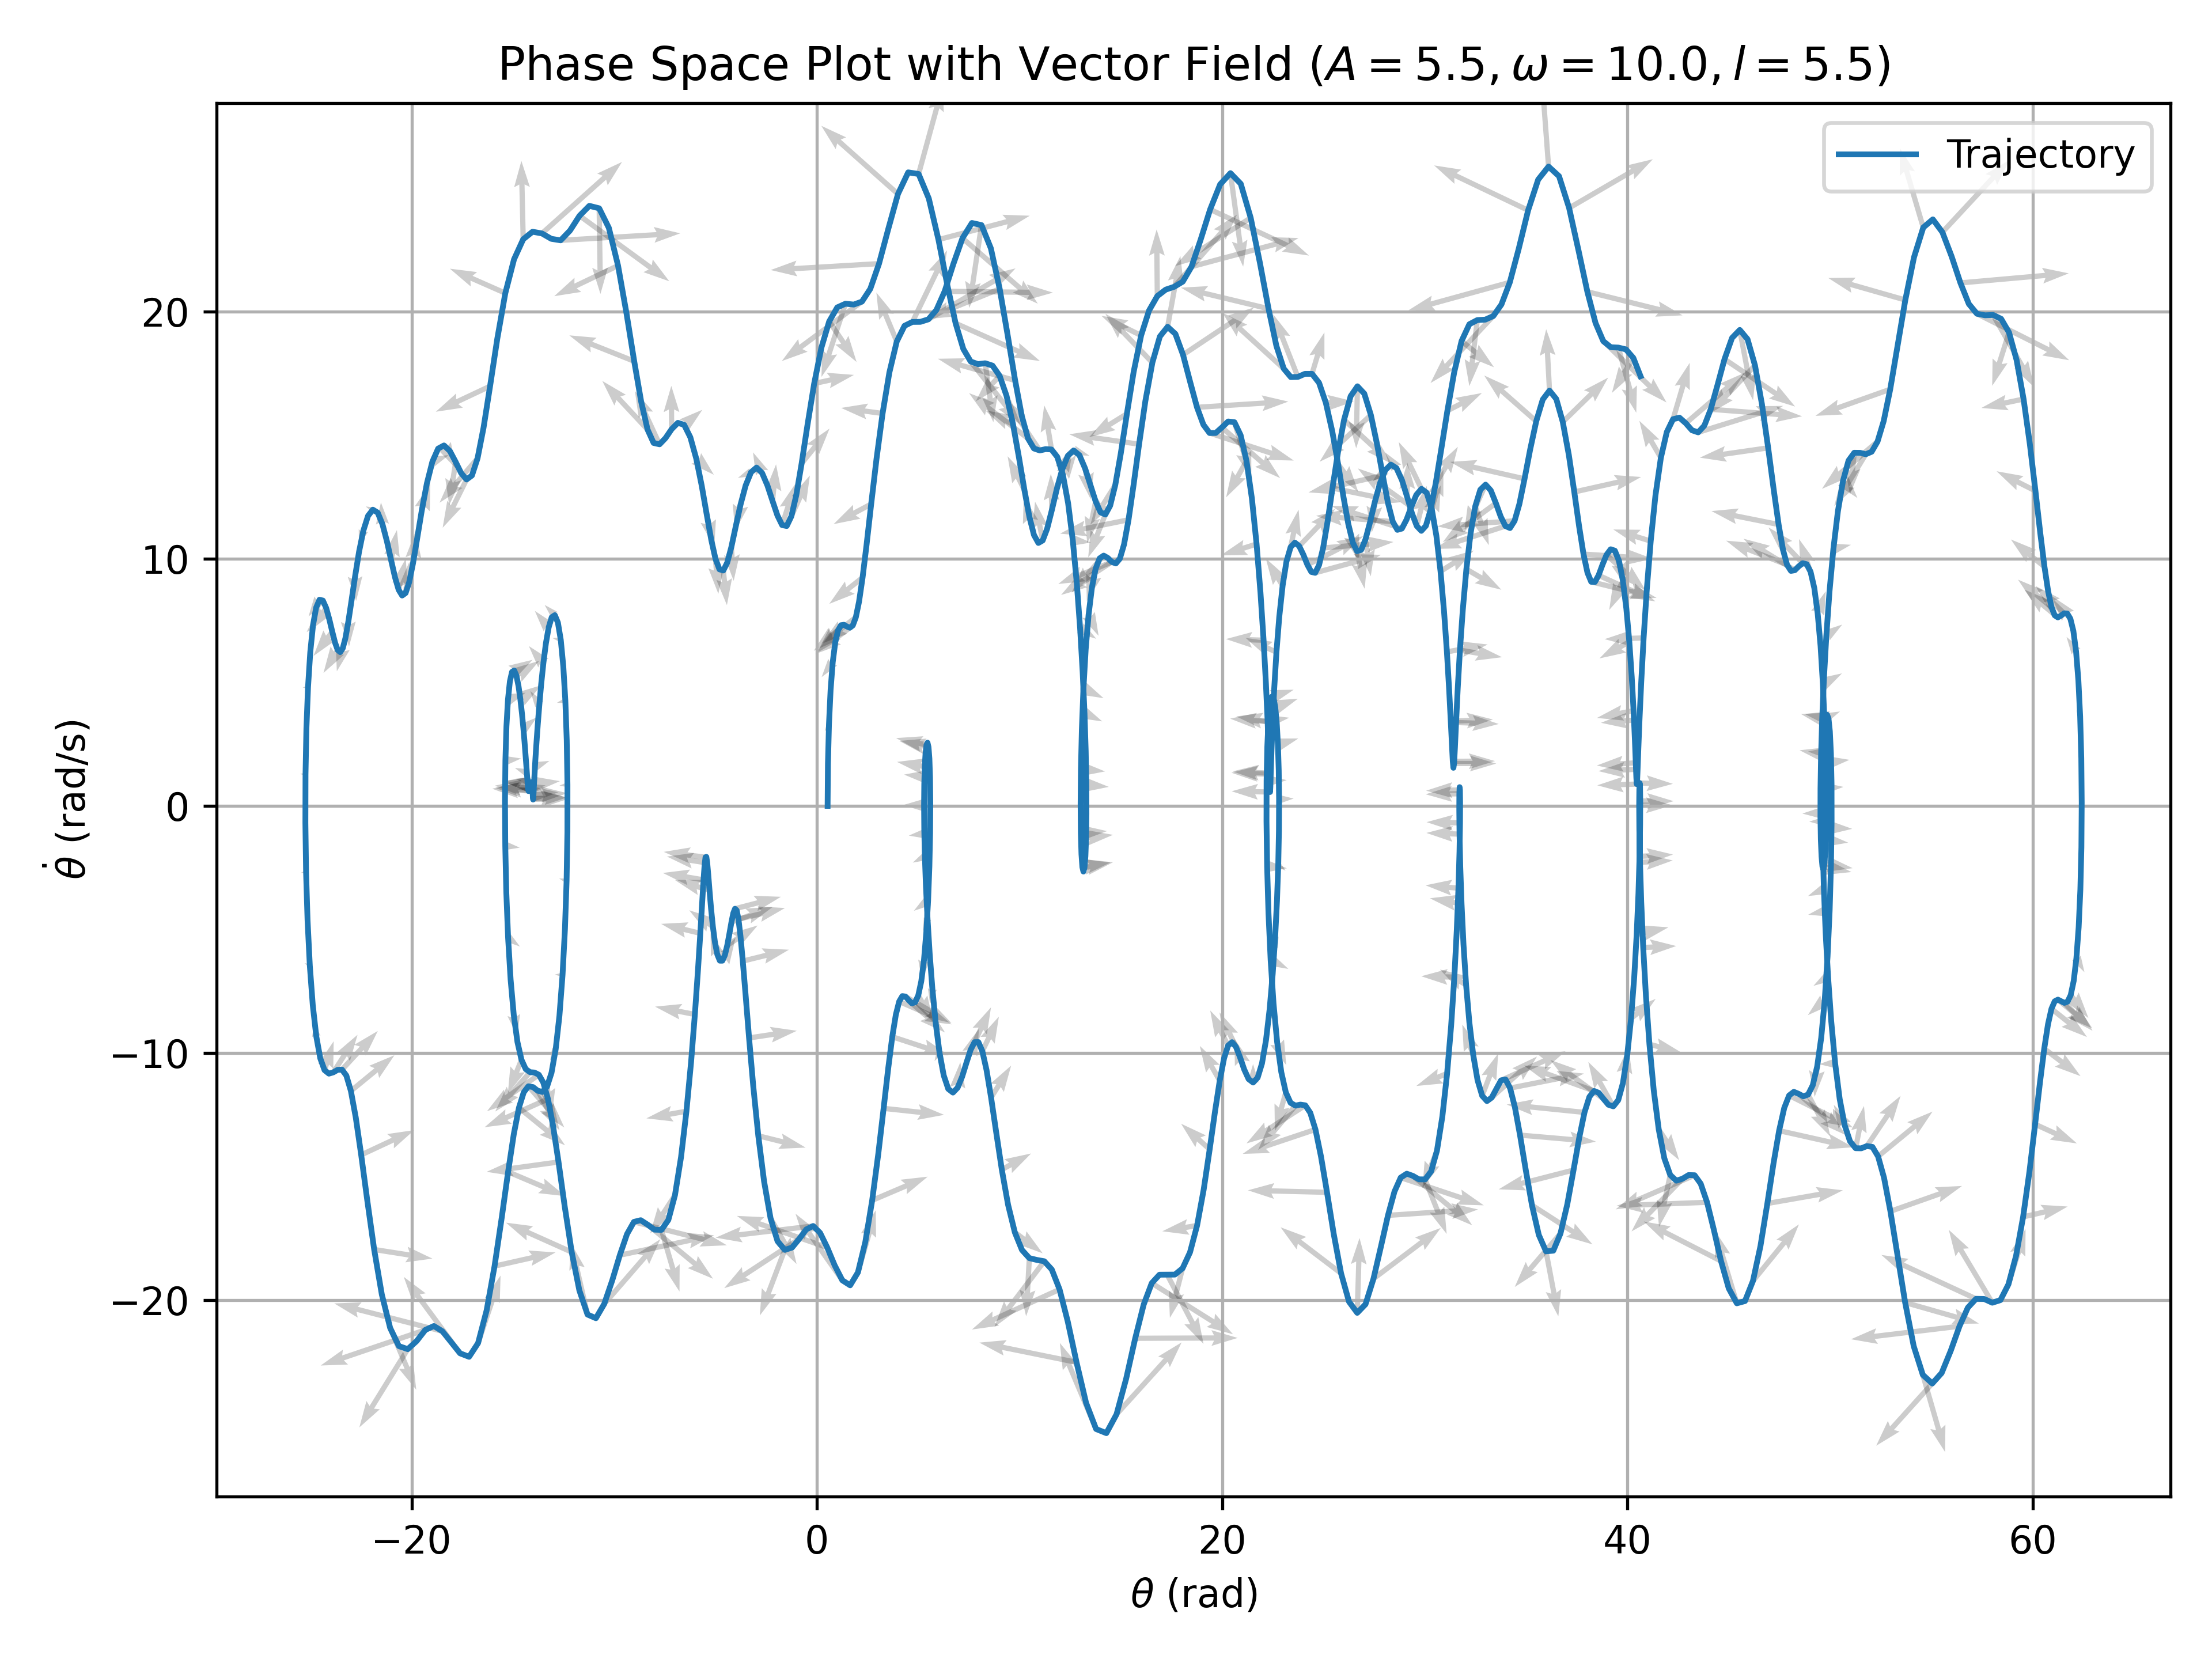 Phase Space Plot with Vector Field (A = 5.5, ω = 10.0, l = 5.5)
Trajectory
20
10
0
−10
−20
θ̇ (rad/s)
−20 0 20 40 60
θ (rad)